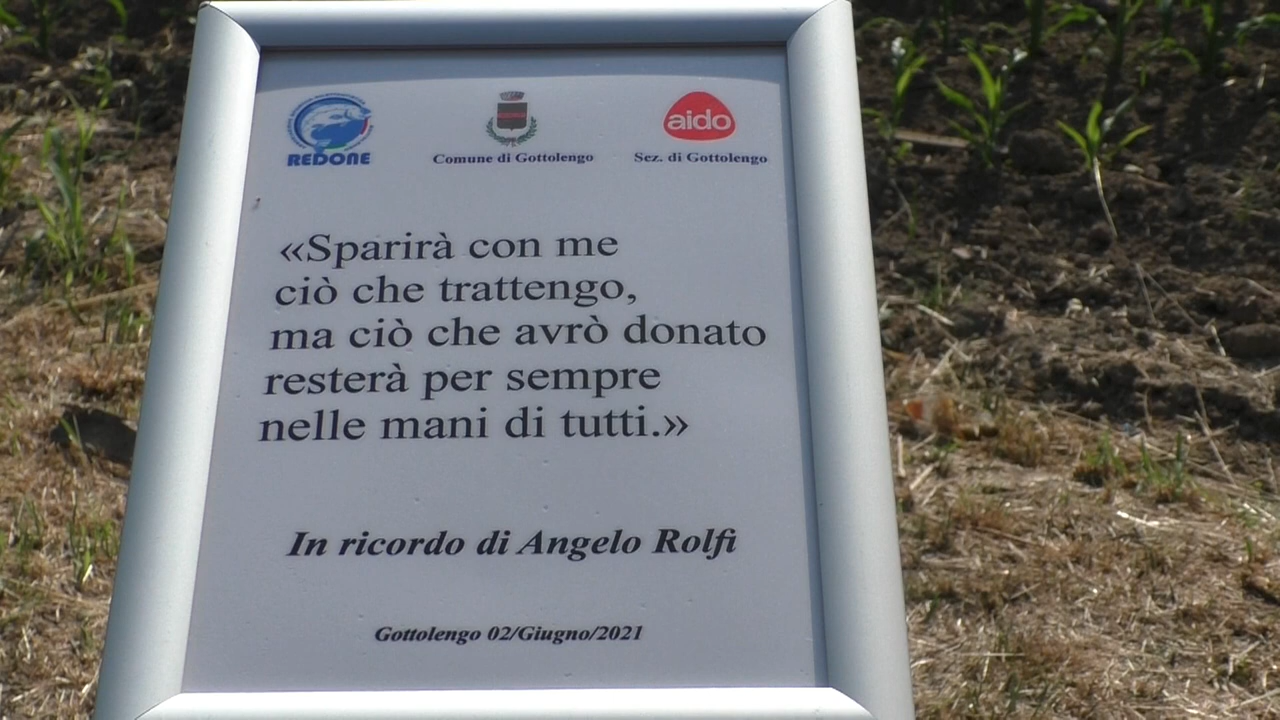 REDONE
Comune di Gottolengo
aido
Sez. di Gottolengo
«Sparirà con me
ciò che trattengo,
ma ciò che avrò donato
resterà per sempre
nelle mani di tutti.»
In ricordo di Angelo Rolfi
Gottolengo 02/Giugno/2021